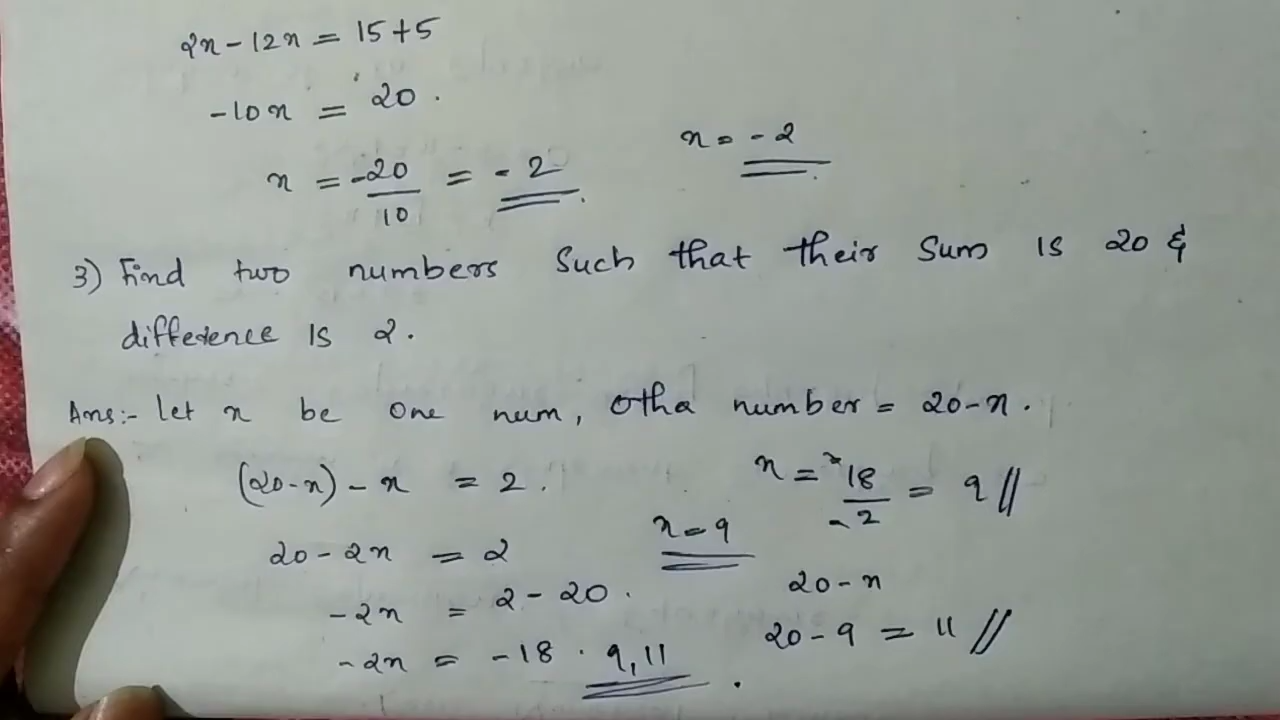 2x - 12x = 15 + 5
-10x = 20 .
x = -20/10 = -2 .
x = -2 .
3) Find two numbers Such that their Sum is 20 &
difference is 2 .
Ans:- let x be One num, Otha number = 20-x .
(20-x) - x = 2 .
20 - 2x = 2
-2x = 2 - 20 .
-2x = -18 . 9, 11 .
x = 9
x = -18/-2 = 9 //
20 - x
20 - 9 = 11 //